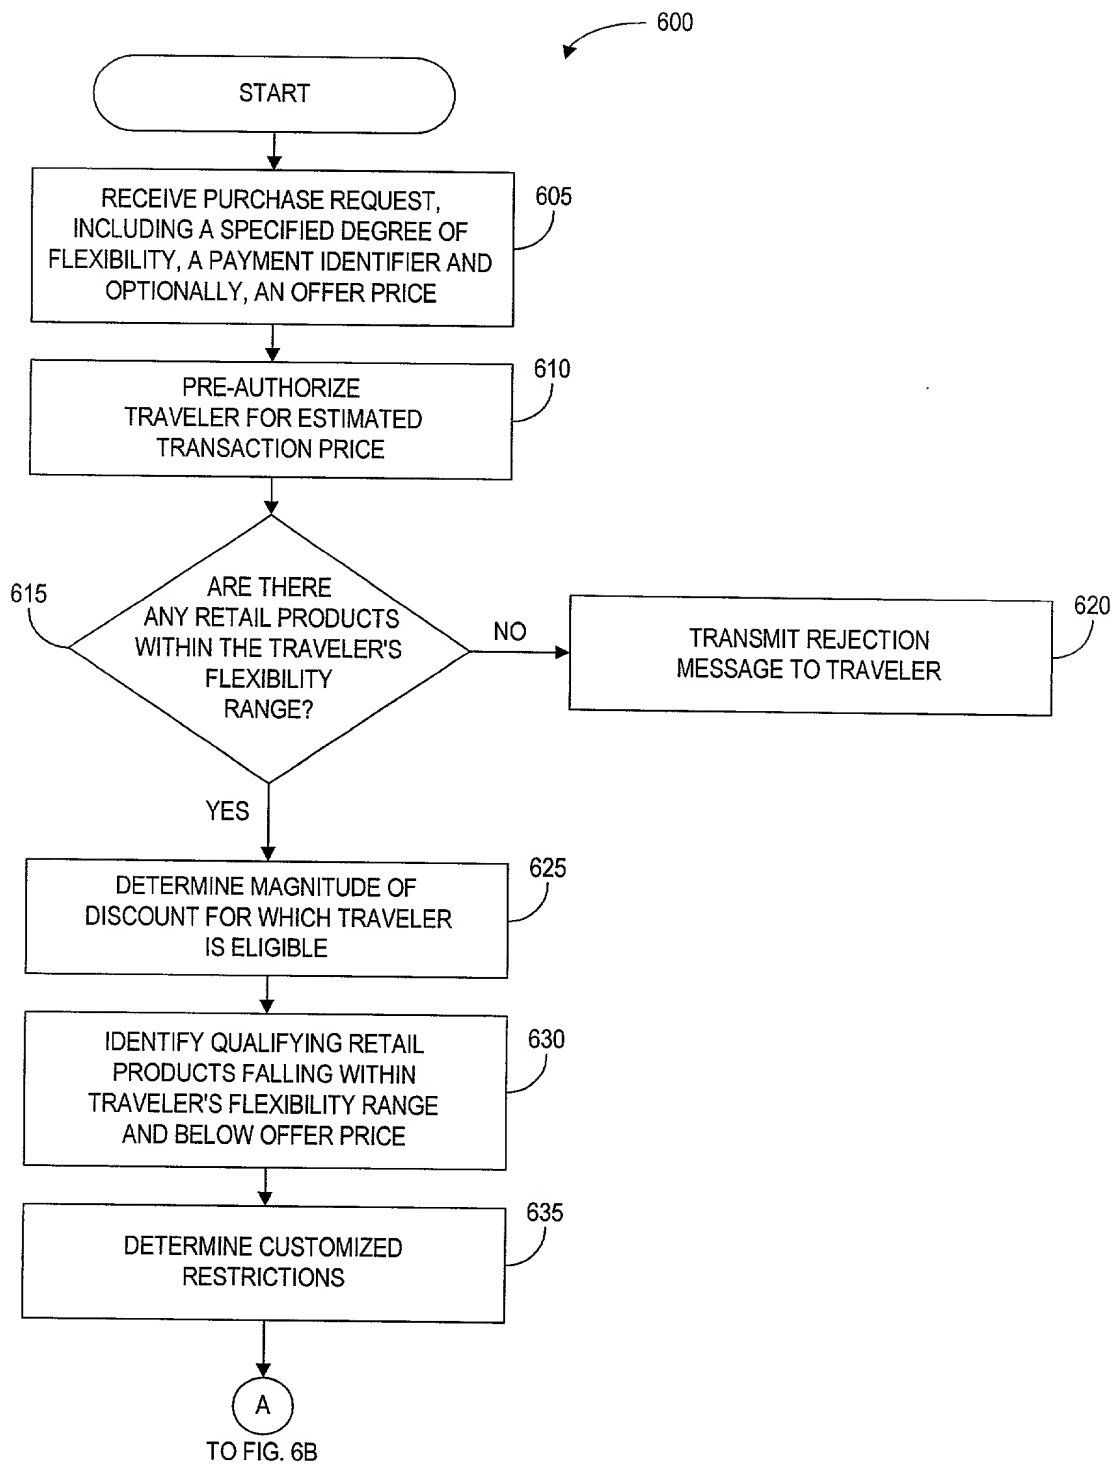 600
START
RECEIVE PURCHASE REQUEST,
INCLUDING A SPECIFIED DEGREE OF
FLEXIBILITY, A PAYMENT IDENTIFIER AND
OPTIONALLY, AN OFFER PRICE
605
PRE-AUTHORIZE
TRAVELER FOR ESTIMATED
TRANSACTION PRICE
610
615
ARE THERE
ANY RETAIL PRODUCTS
WITHIN THE TRAVELER'S
FLEXIBILITY
RANGE?
NO
TRANSMIT REJECTION
MESSAGE TO TRAVELER
620
YES
DETERMINE MAGNITUDE OF
DISCOUNT FOR WHICH TRAVELER
IS ELIGIBLE
625
IDENTIFY QUALIFYING RETAIL
PRODUCTS FALLING WITHIN
TRAVELER'S FLEXIBILITY RANGE
AND BELOW OFFER PRICE
630
DETERMINE CUSTOMIZED
RESTRICTIONS
635
A
TO FIG. 6B